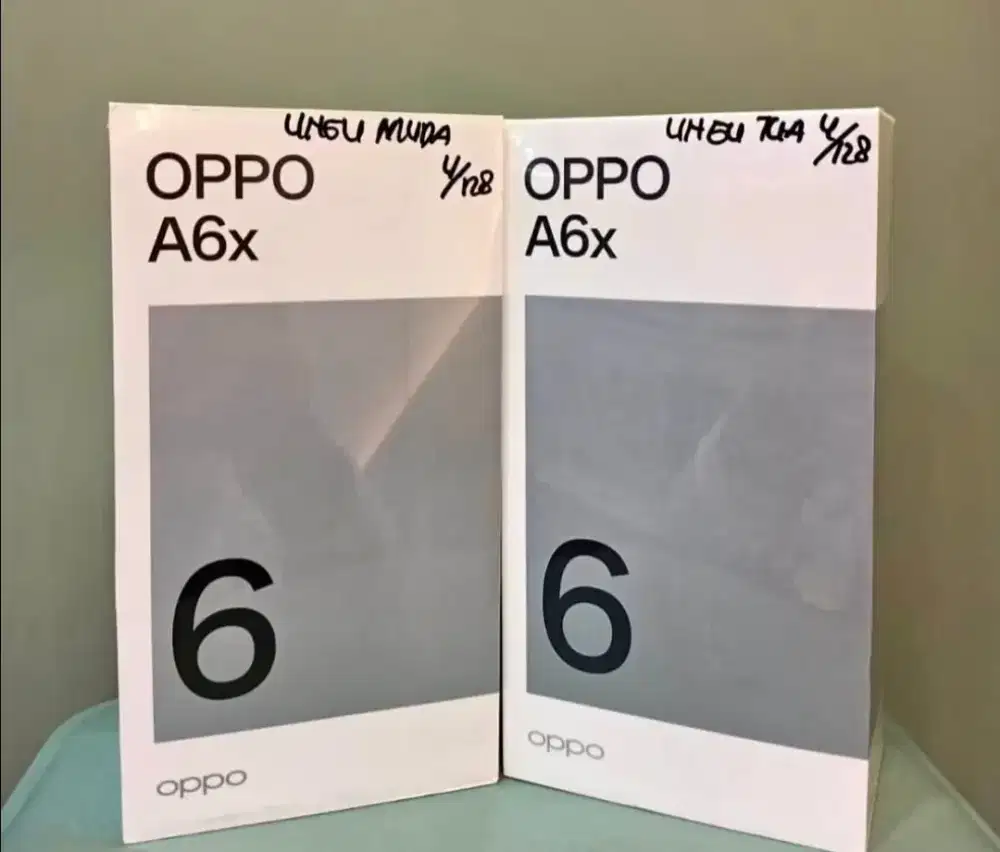 UNGU MUDA
4/128
OPPO
A6x
6
oppo
UNGU TUA 4/128
OPPO
A6x
6
oppo